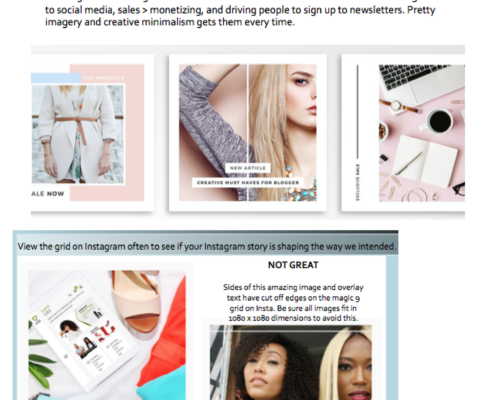 to social media, sales > monetizing, and driving people to sign up to newsletters. Pretty
imagery and creative minimalism gets them every time.
ALE NOW
NEW ARTICLE
CREATIVE MUST HAVES FOR BLOGGER
EXCLUSIVE SALE
View the grid on Instagram often to see if your Instagram story is shaping the way we intended.
NOT GREAT
Sides of this amazing image and overlay
text have cut off edges on the magic 9
grid on Insta. Be sure all images fit in
1080 x 1080 dimensions to avoid this.